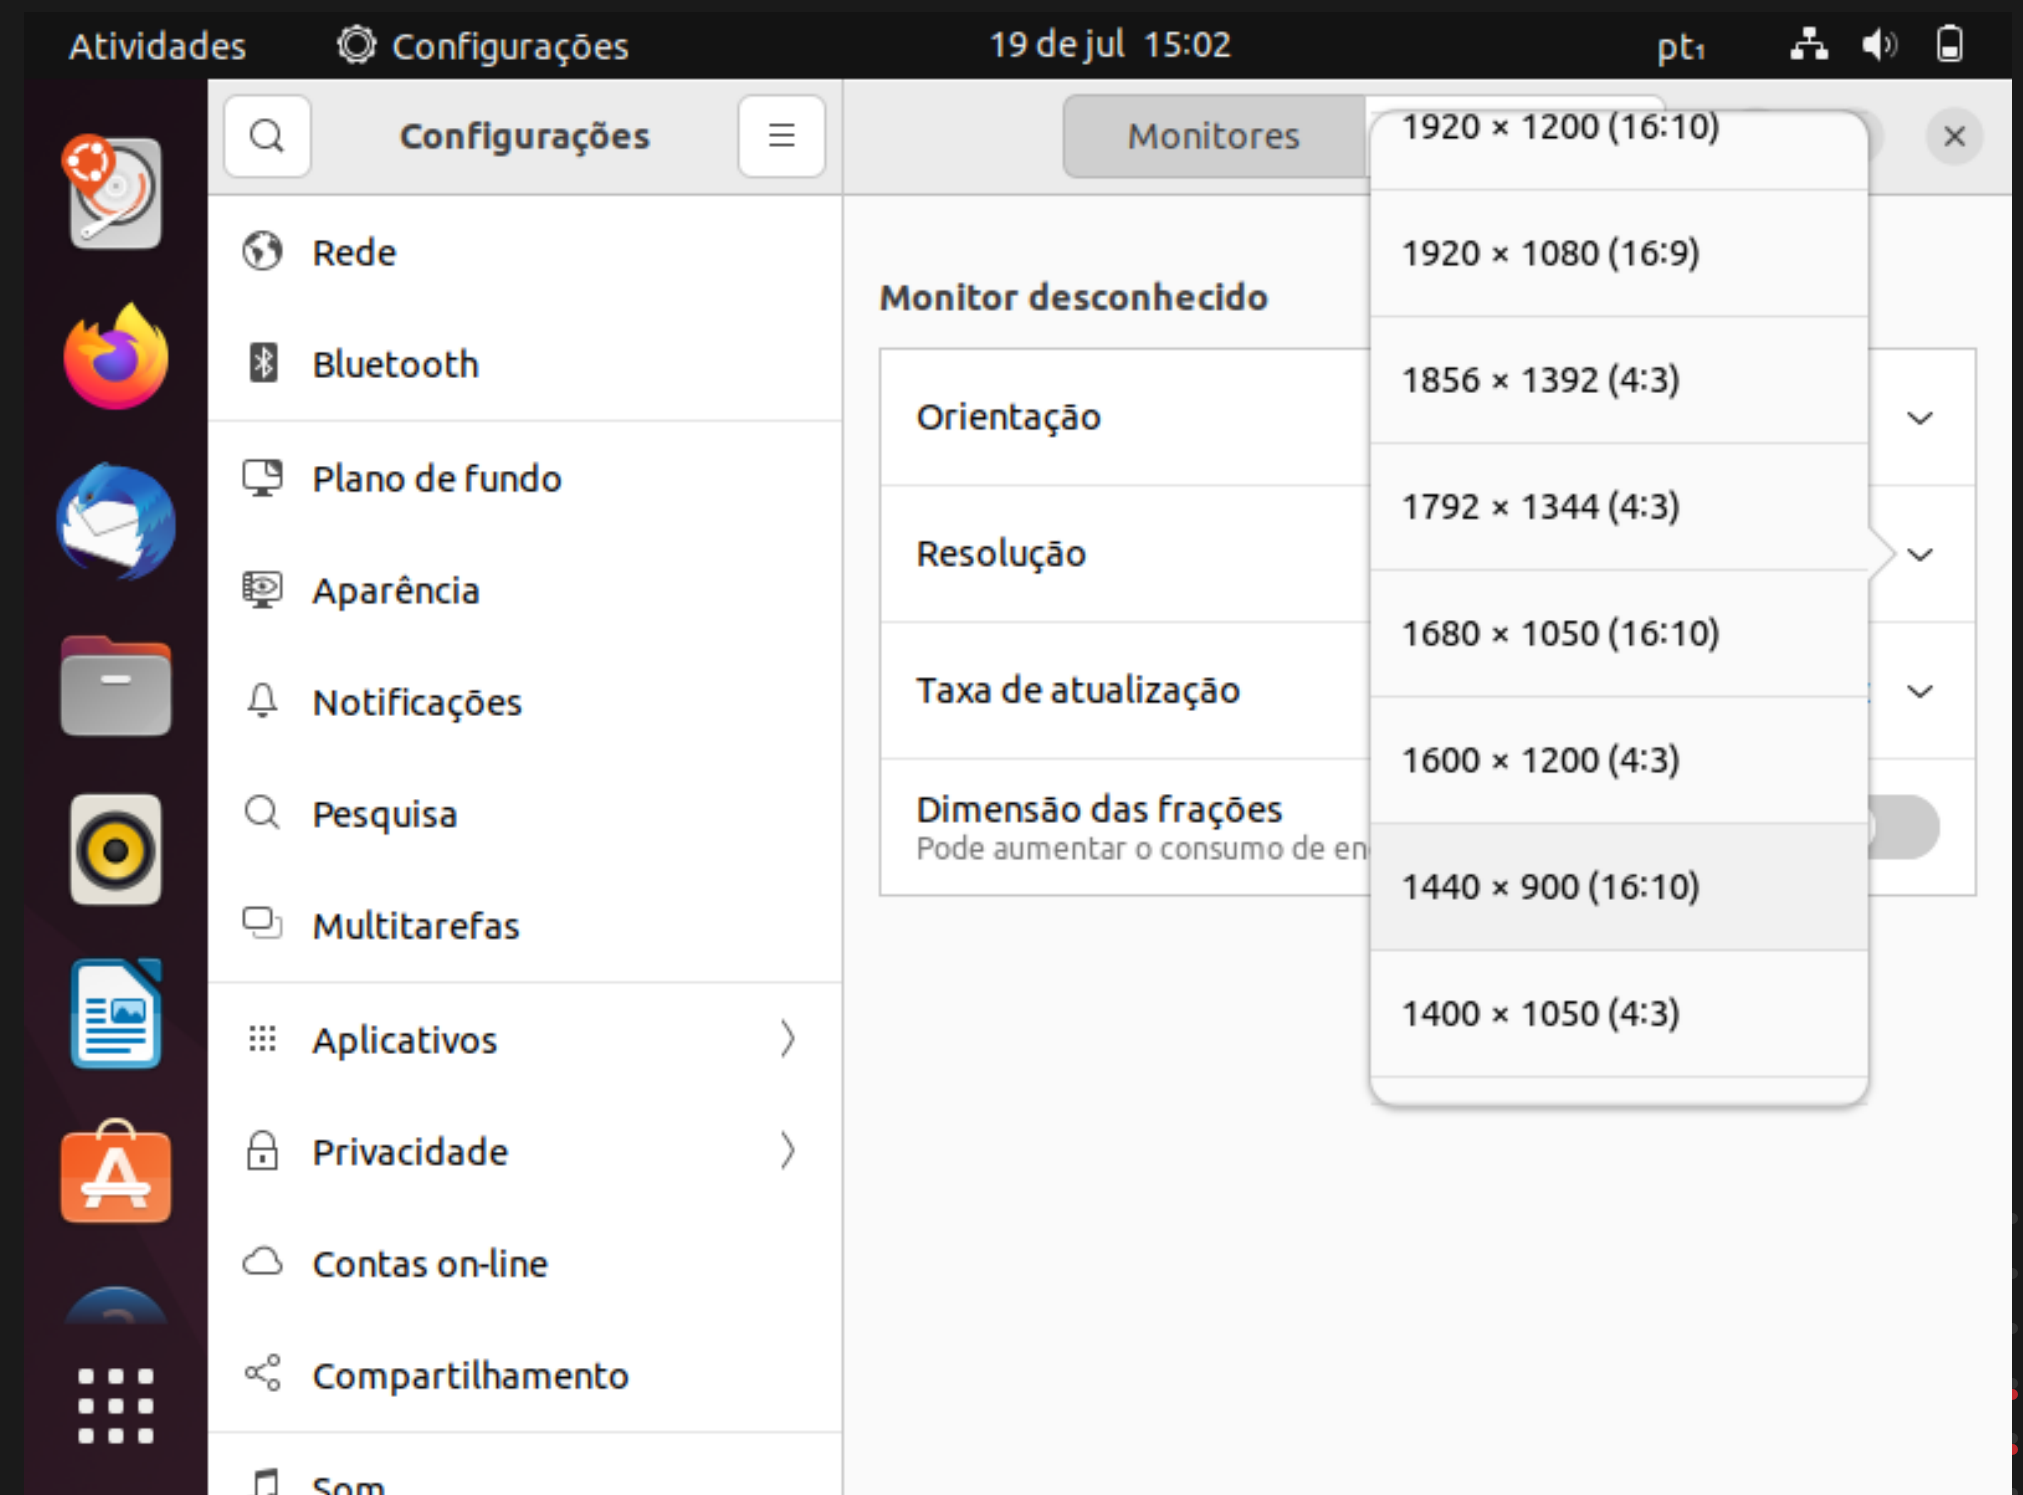 Atividades
Configurações
19 de jul 15:02
pt₁
Configurações
Monitores
Rede
Bluetooth
Plano de fundo
Aparência
Notificações
Pesquisa
Multitarefas
Aplicativos
Privacidade
Contas on-line
Compartilhamento
Som
Monitor desconhecido
Orientação
Resolução
Taxa de atualização
Dimensão das frações
Pode aumentar o consumo de en
1920 × 1200 (16:10)
1920 × 1080 (16:9)
1856 × 1392 (4:3)
1792 × 1344 (4:3)
1680 × 1050 (16:10)
1600 × 1200 (4:3)
1440 × 900 (16:10)
1400 × 1050 (4:3)